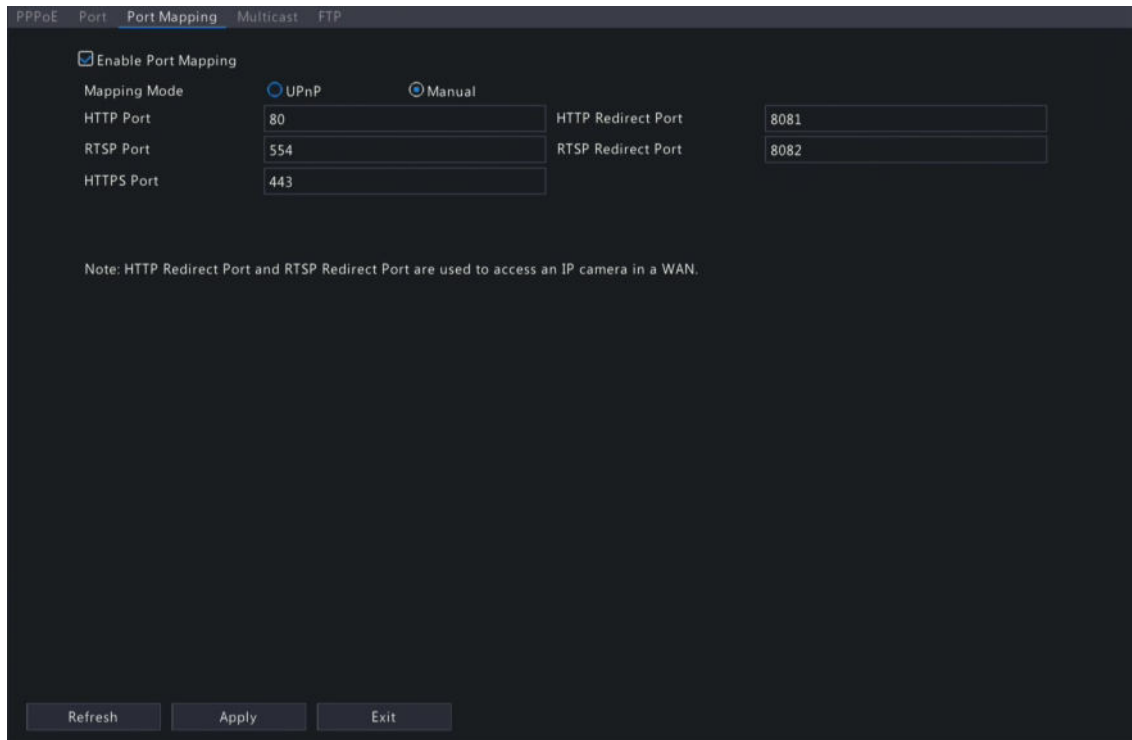 PPPoE Port Port Mapping Multicast FTP
Enable Port Mapping
Mapping Mode UPnP Manual
HTTP Port 80 HTTP Redirect Port 8081
RTSP Port 554 RTSP Redirect Port 8082
HTTPS Port 443
Note: HTTP Redirect Port and RTSP Redirect Port are used to access an IP camera in a WAN.
Refresh Apply Exit